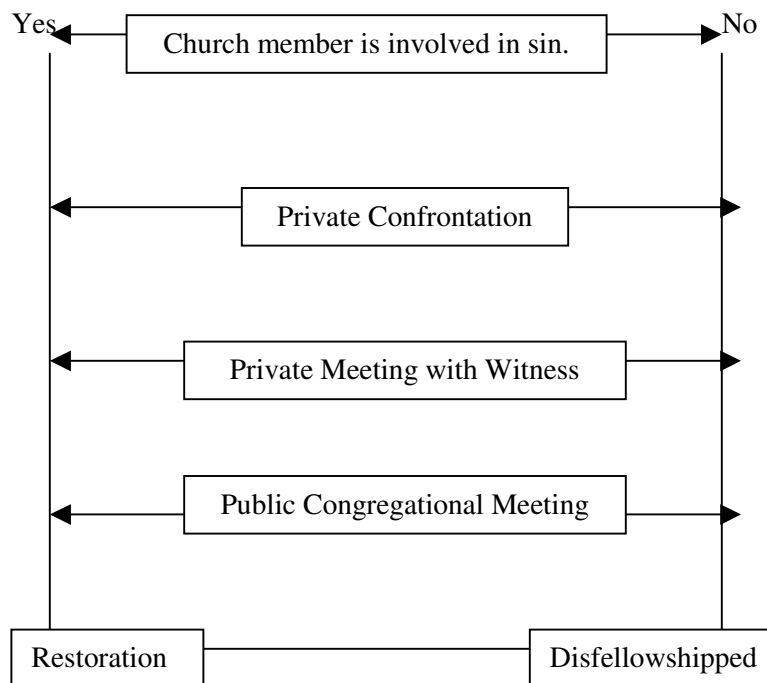 Yes
Church member is involved in sin.
No
Private Confrontation
Private Meeting with Witness
Public Congregational Meeting
Restoration
Disfellowshipped